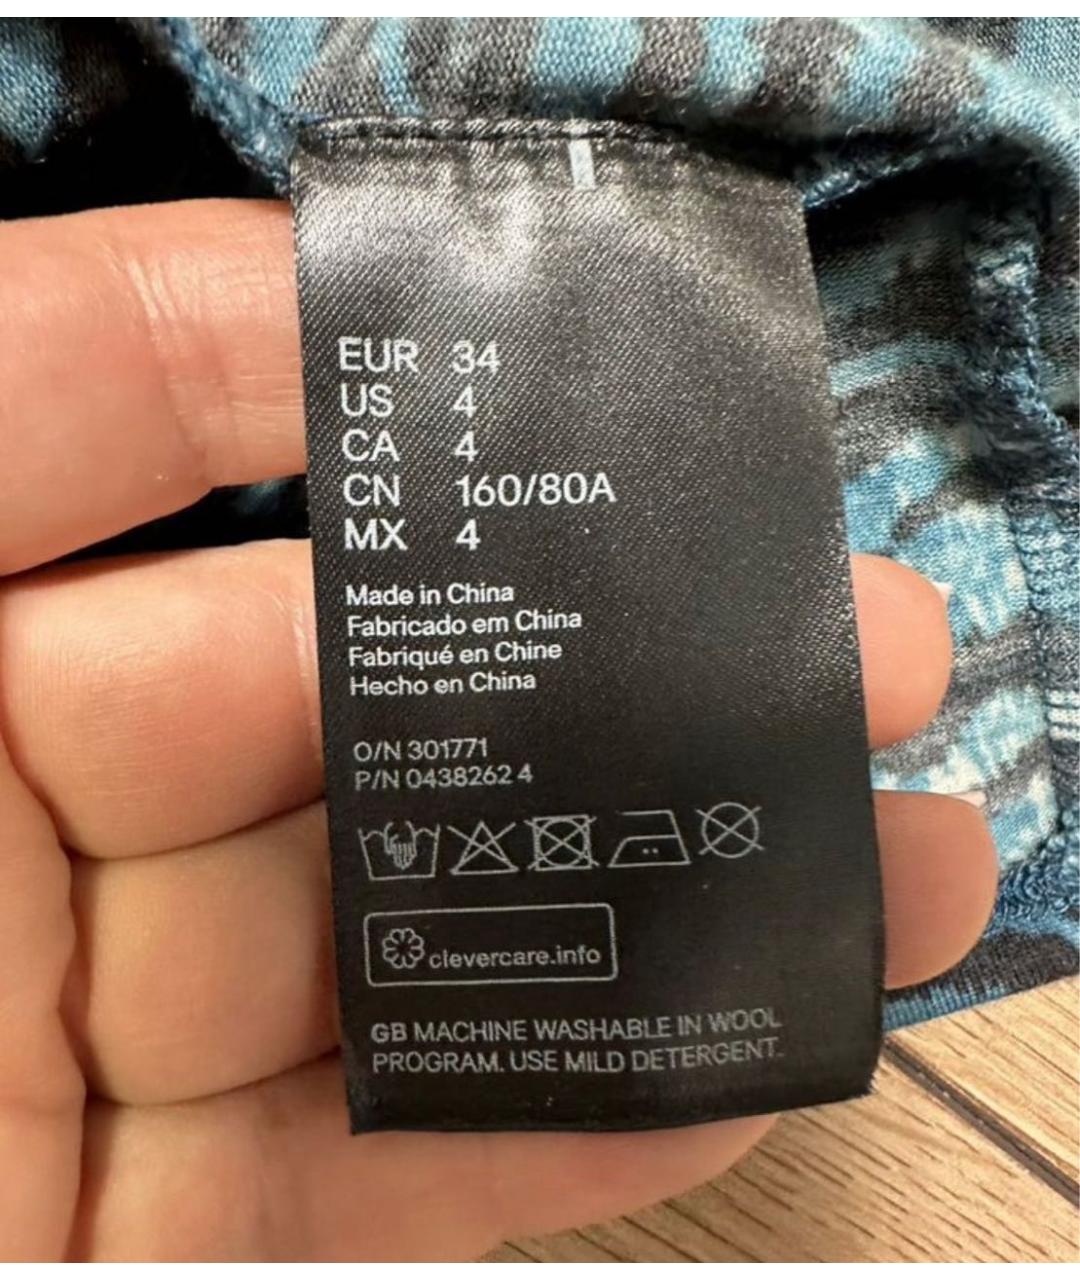 EUR 34
US 4
CA 4
CN 160/80A
MX 4
Made in China
Fabricado em China
Fabriqué en Chine
Hecho en China
O/N 301771
P/N 0438262 4
clevercare.info
GB MACHINE WASHABLE IN WOOL
PROGRAM. USE MILD DETERGENT.